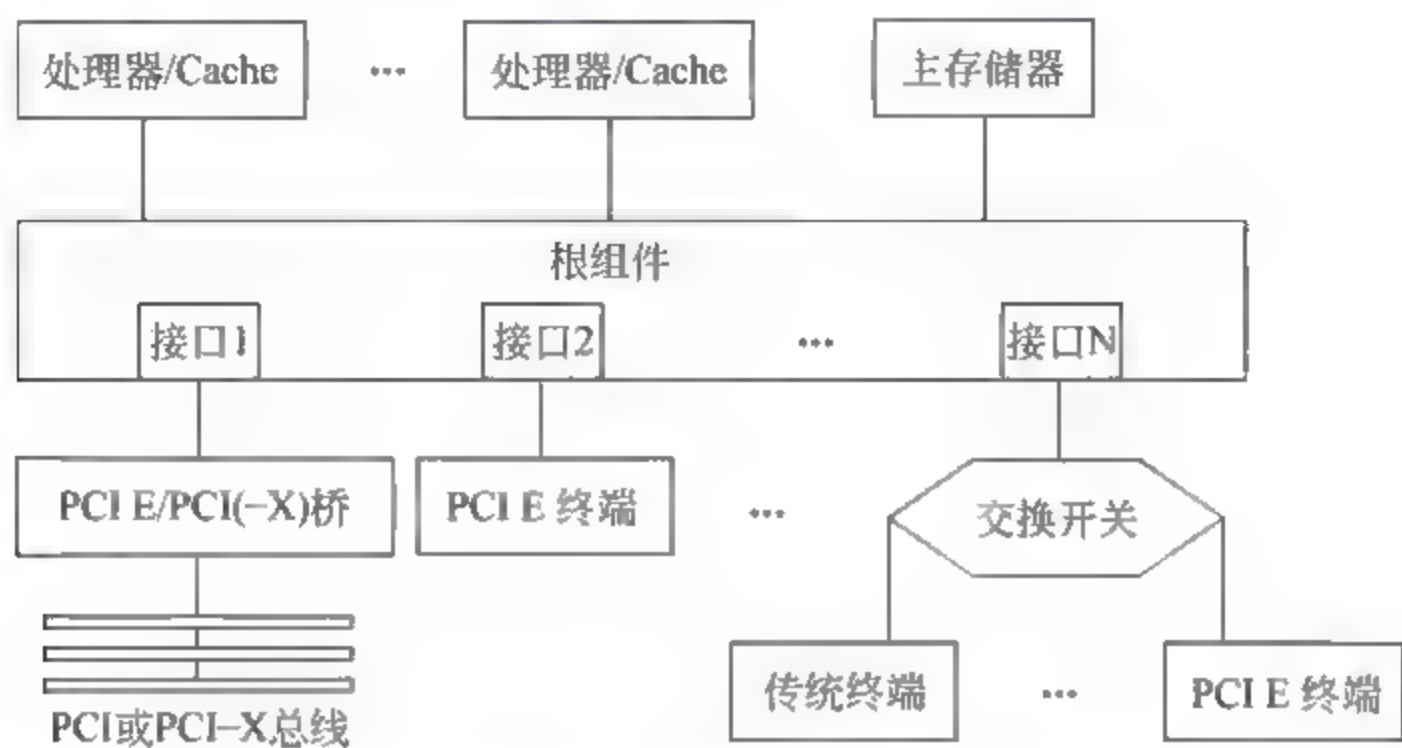 处理器/Cache ... 处理器/Cache 主存储器
根组件
接口1 接口2 ... 接口N
PCI E/PCI(-X)桥 PCI E 终端 ... 交换开关
传统终端 ... PCI E 终端
PCI或PCI-X总线